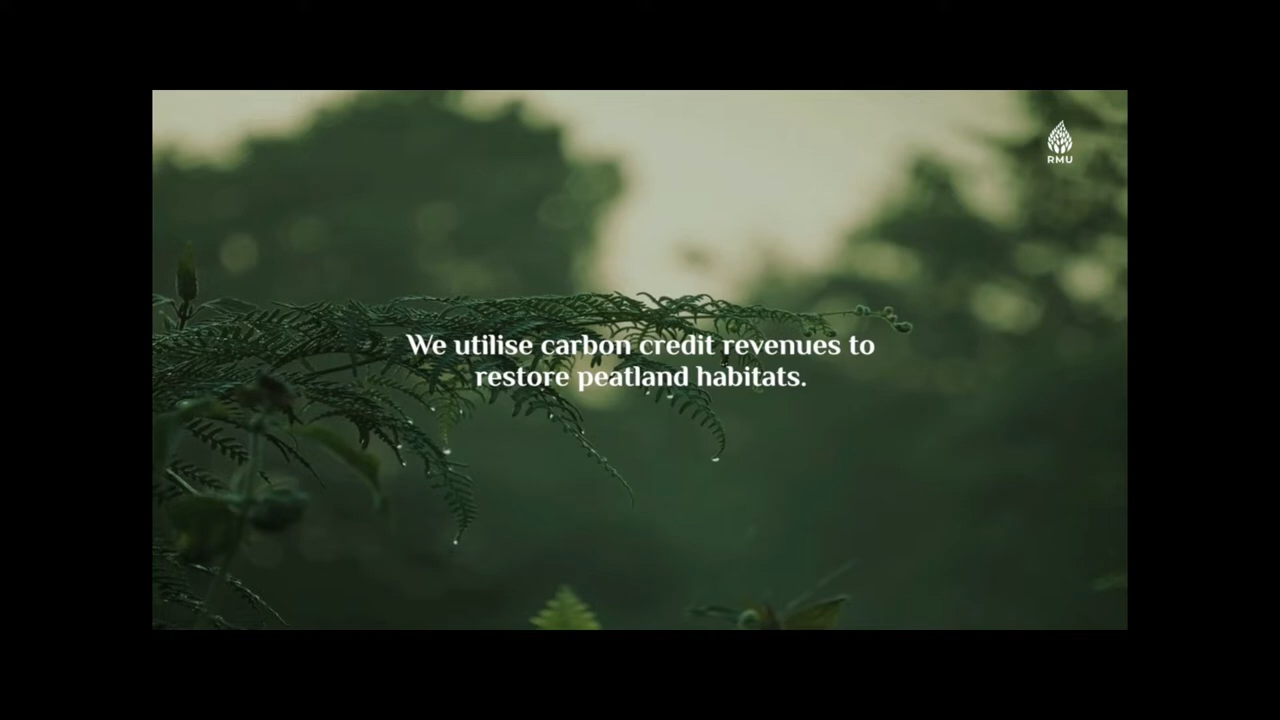 RMU
We utilise carbon credit revenues to
restore peatland habitats.